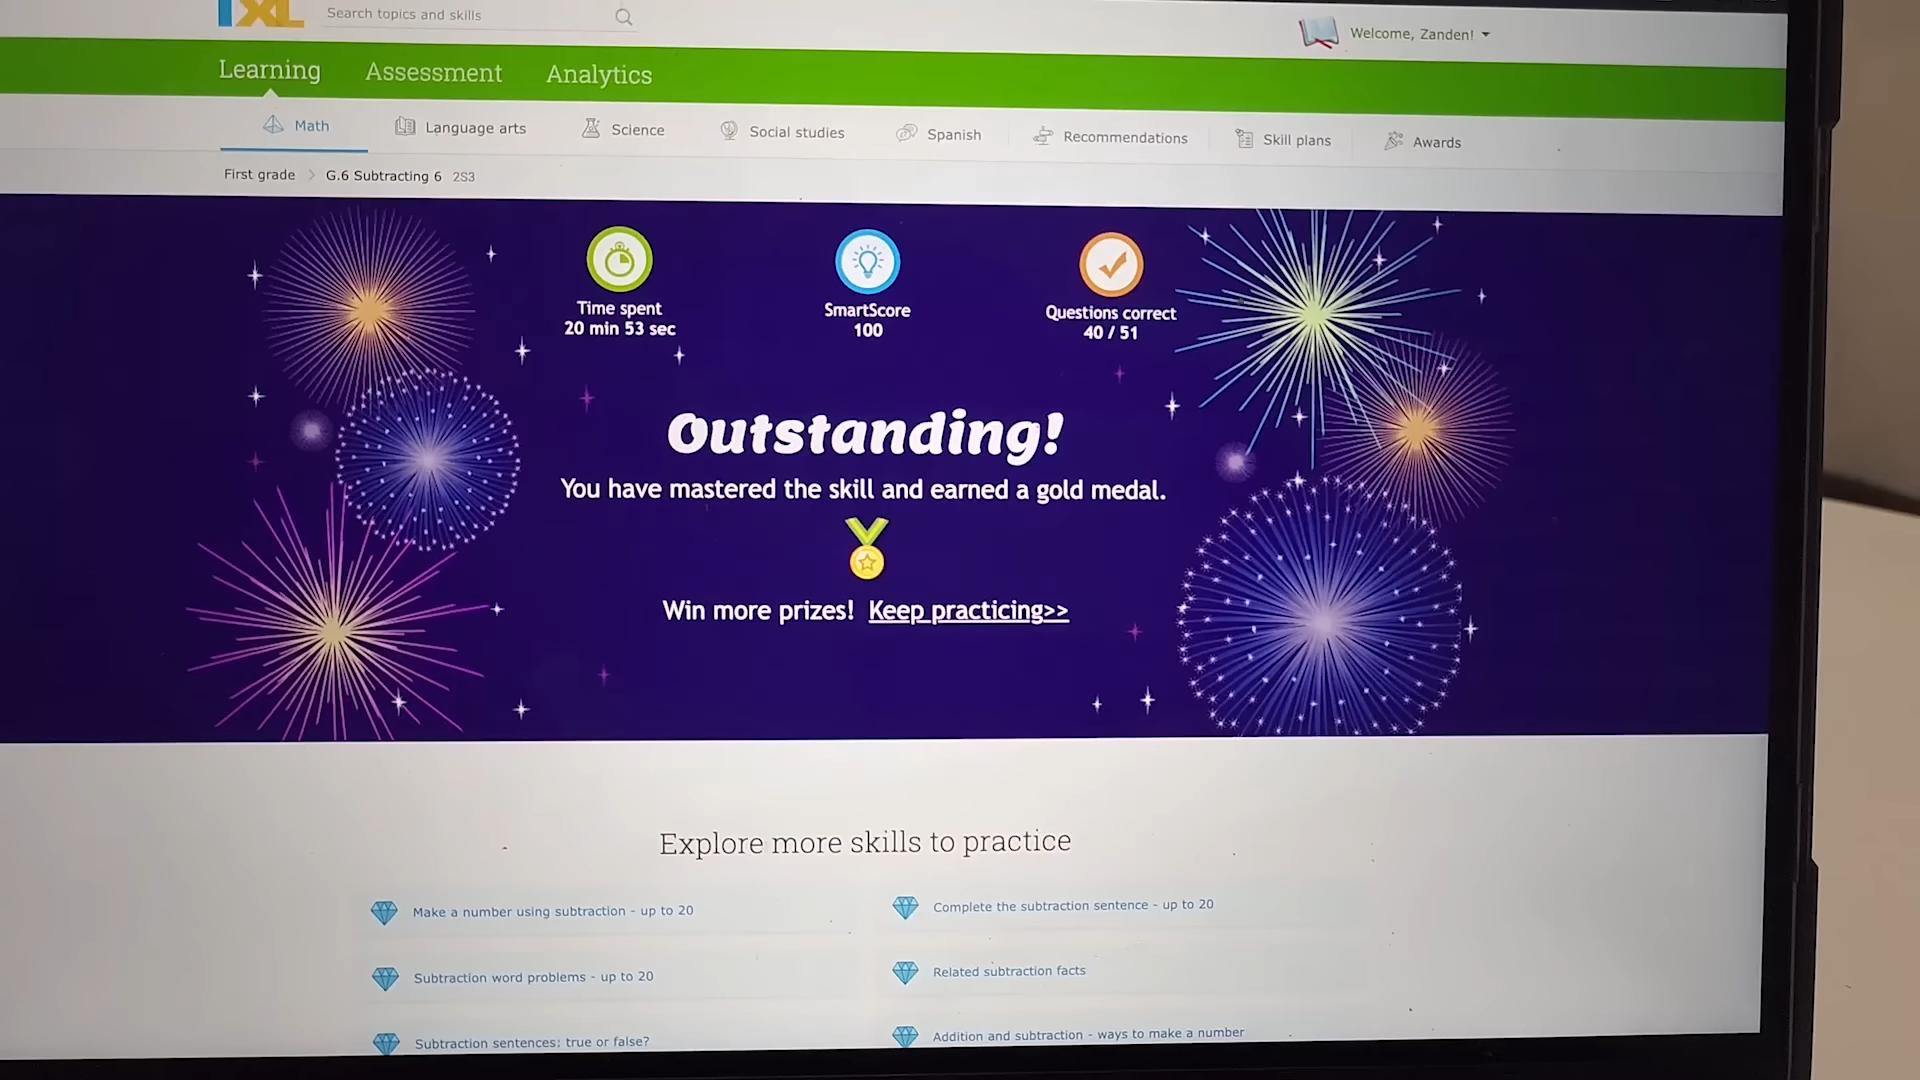 IXL
Search topics and skills
Welcome, Zanden!
Learning Assessment Analytics
Math Language arts Science Social studies Spanish Recommendations Skill plans Awards
First grade > G.6 Subtracting 6 2S3
Time spent
20 min 53 sec
SmartScore
100
Questions correct
40 / 51
Outstanding!
You have mastered the skill and earned a gold medal.
Win more prizes! Keep practicing>>
Explore more skills to practice
Make a number using subtraction - up to 20
Complete the subtraction sentence - up to 20
Subtraction word problems - up to 20
Related subtraction facts
Subtraction sentences: true or false?
Addition and subtraction - ways to make a number